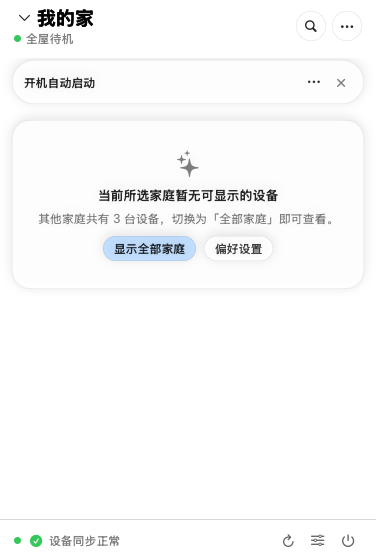 我的家
全屋待机
开机自动启动
当前所选家庭暂无可显示的设备
其他家庭共有 3 台设备，切换为「全部家庭」即可查看。
显示全部家庭
偏好设置
设备同步正常